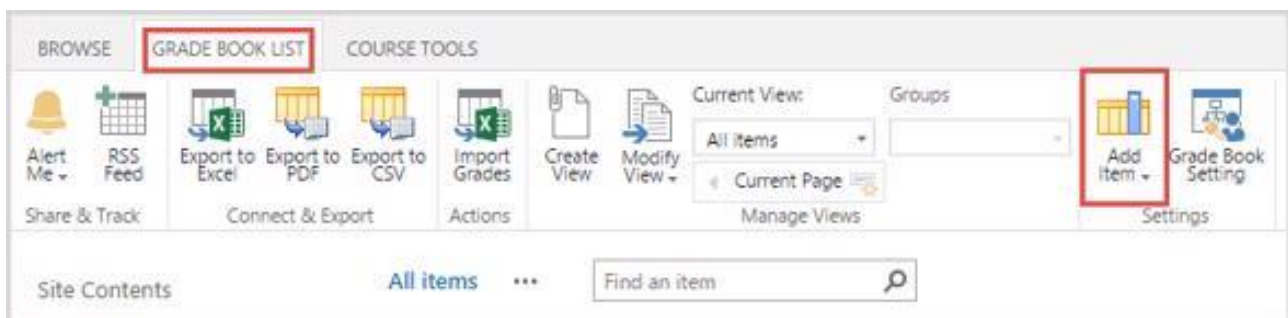 BROWSE GRADE BOOK LIST COURSE TOOLS
Alert Me
RSS Feed
Export to Excel
Export to PDF
Export to CSV
Import Grades
Create View
Modify View
Current View:
All items
Current Page
Groups
Add Item
Grade Book Setting
Share & Track Connect & Export Actions Manage Views Settings
Site Contents All items ... Find an item